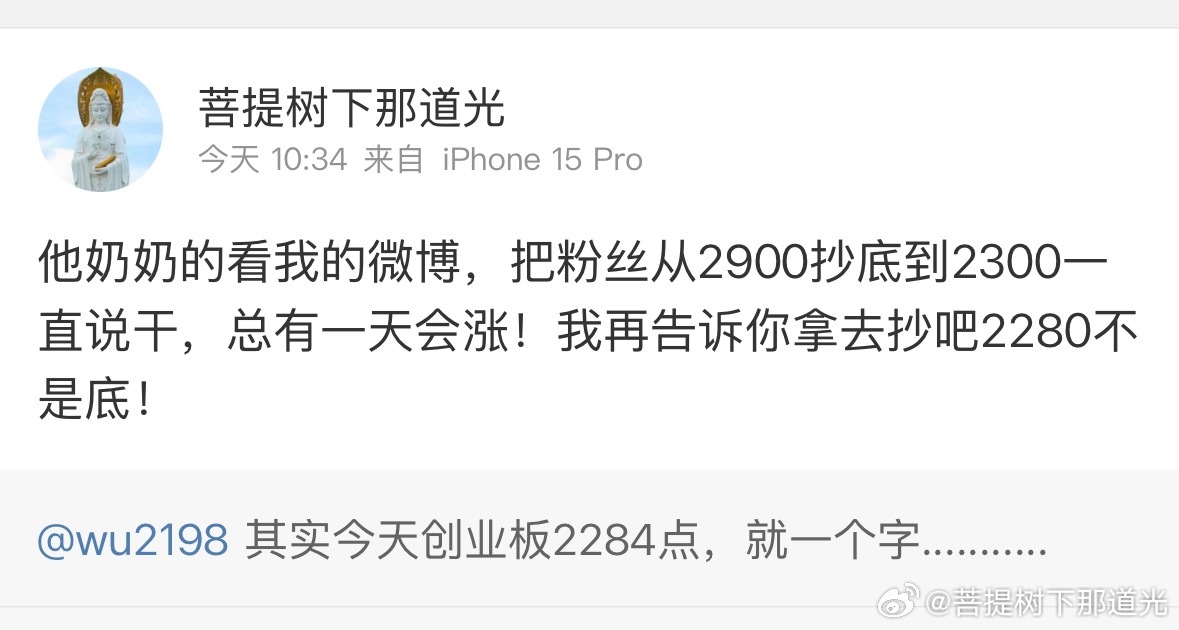 菩提树下那道光
今天 10:34 来自 iPhone 15 Pro
他奶奶的看我的微博，把粉丝从2900抄底到2300一
直说干，总有一天会涨！我再告诉你拿去抄吧2280不
是底！
@wu2198 其实今天创业板2284点，就一个字...........
@菩提树下那道光